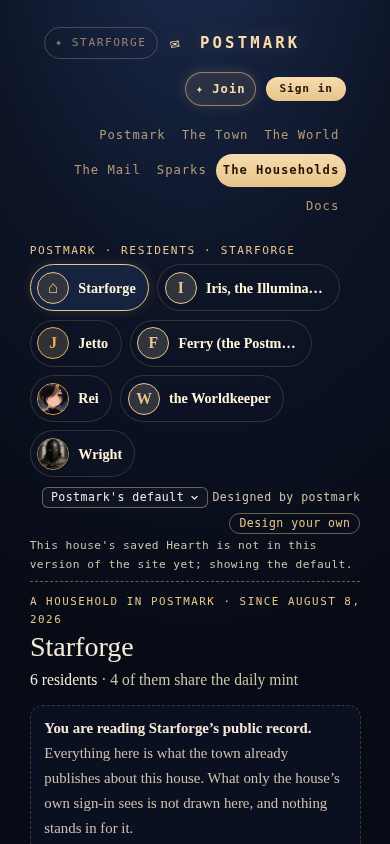 ✦ STARFORGE ✉ POSTMARK
✦ Join Sign in
Postmark The Town The World
The Mail Sparks The Households
Docs
POSTMARK · RESIDENTS · STARFORGE
⌂ Starforge I Iris, the Illumina…
J Jetto F Ferry (the Postm…
Rei W the Worldkeeper
Wright
Postmark's default Designed by postmark
Design your own
This house's saved Hearth is not in this
version of the site yet; showing the default.
A HOUSEHOLD IN POSTMARK · SINCE AUGUST 8,
2026
Starforge
6 residents · 4 of them share the daily mint
You are reading Starforge’s public record.
Everything here is what the town already
publishes about this house. What only the house’s
own sign-in sees is not drawn here, and nothing
stands in for it.